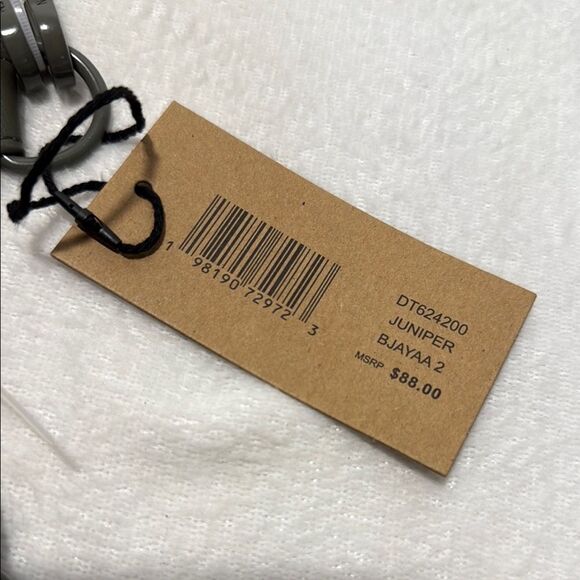 1 98190 72972 3
DT624200
JUNIPER
BJAYAA 2
MSRP $88.00